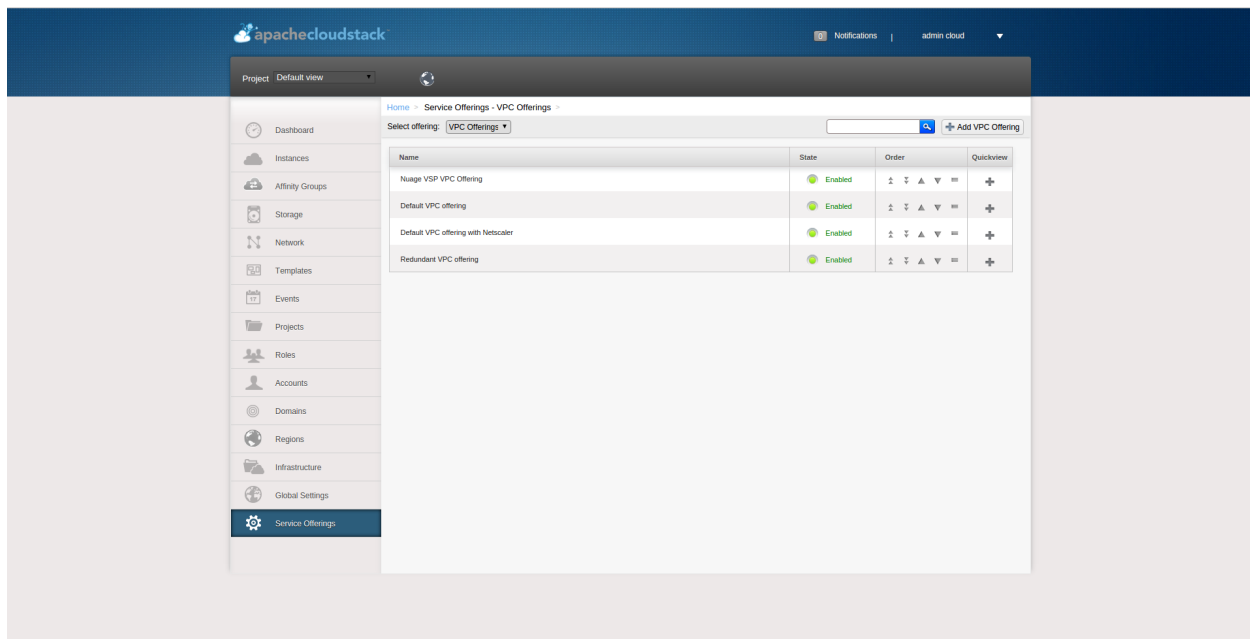 apachecloudstack
0 Notifications | admin cloud
Project Default view
Home > Service Offerings - VPC Offerings >
Select offering: VPC Offerings Add VPC Offering
Dashboard
Instances
Affinity Groups
Storage
Network
Templates
17 Events
Projects
Roles
Accounts
Domains
Regions
Infrastructure
Global Settings
Service Offerings
Name State Order Quickview
Nuage VSP VPC Offering Enabled
Default VPC offering Enabled
Default VPC offering with Netscaler Enabled
Redundant VPC offering Enabled